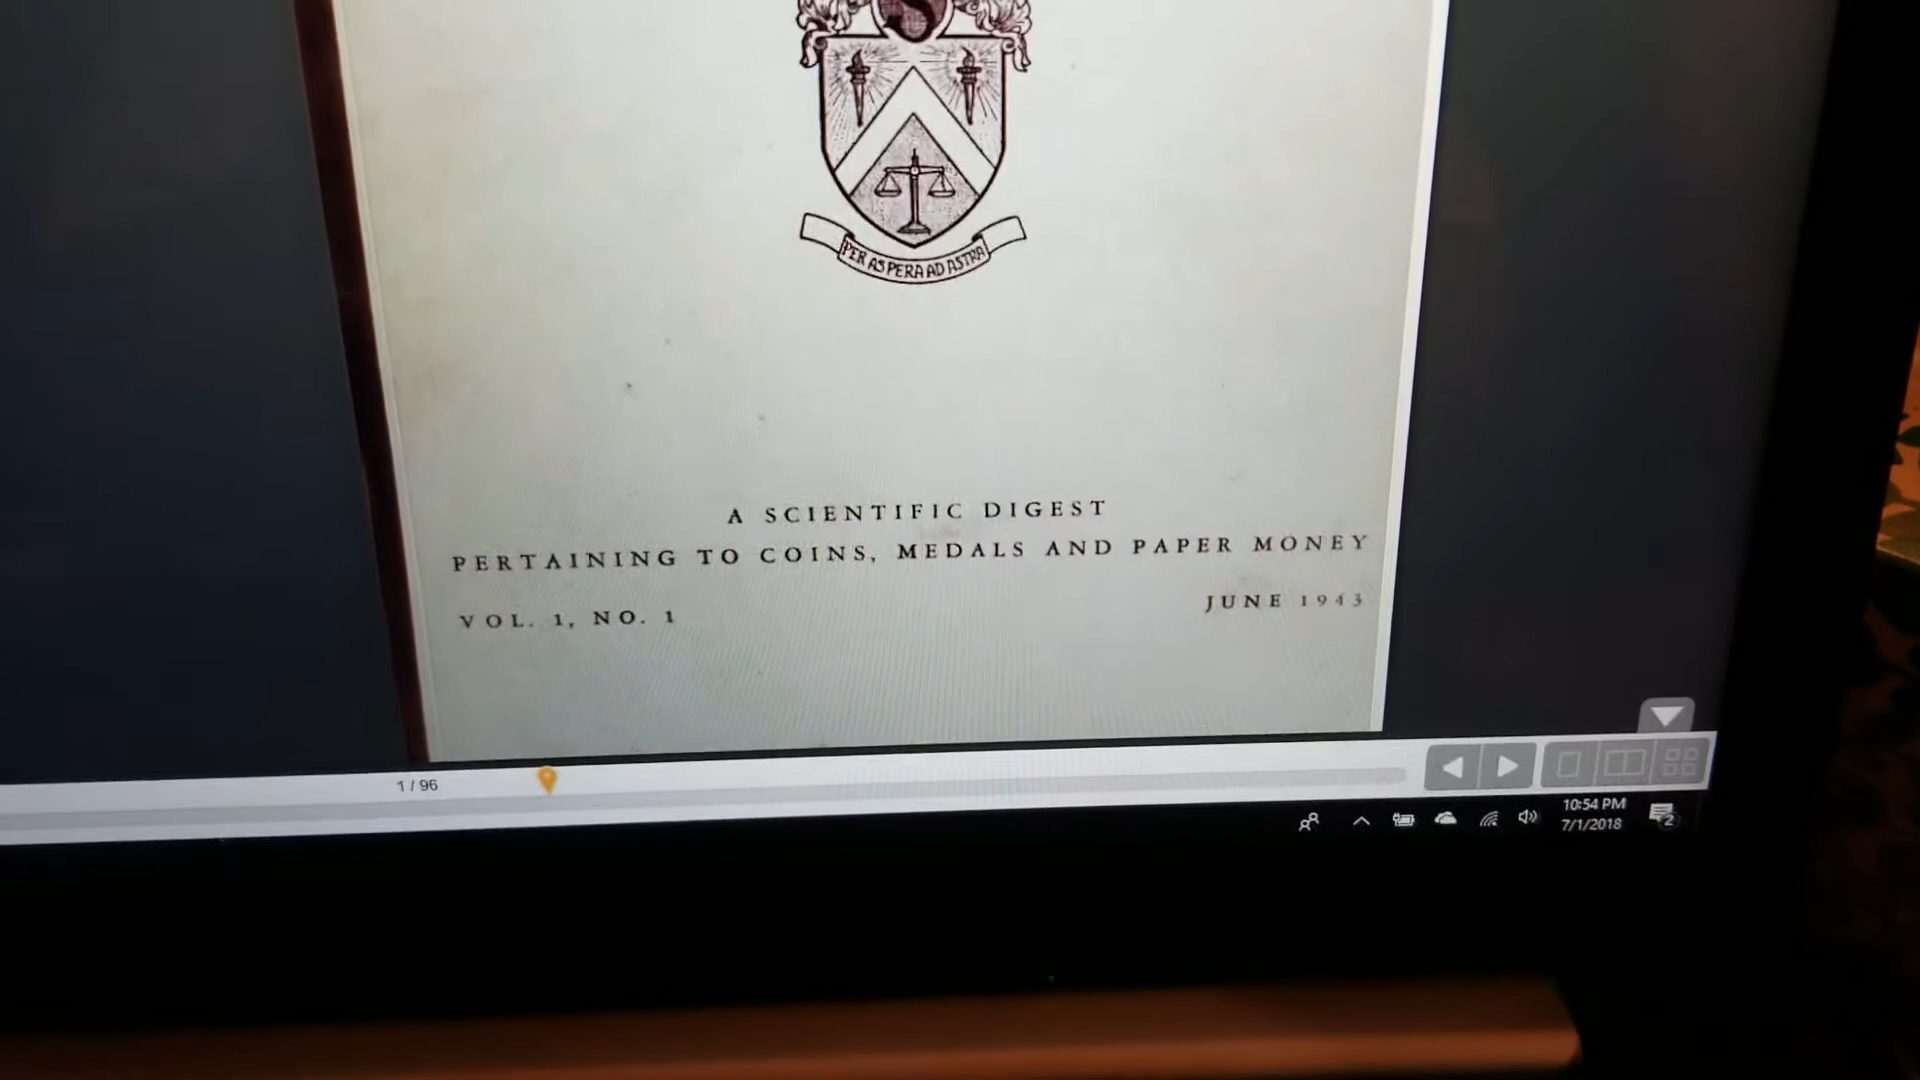 PER ASPERA AD ASTRA
A SCIENTIFIC DIGEST
PERTAINING TO COINS, MEDALS AND PAPER MONEY
VOL. 1, NO. 1
JUNE 1943
1 / 96
10:54 PM
7/1/2018
2